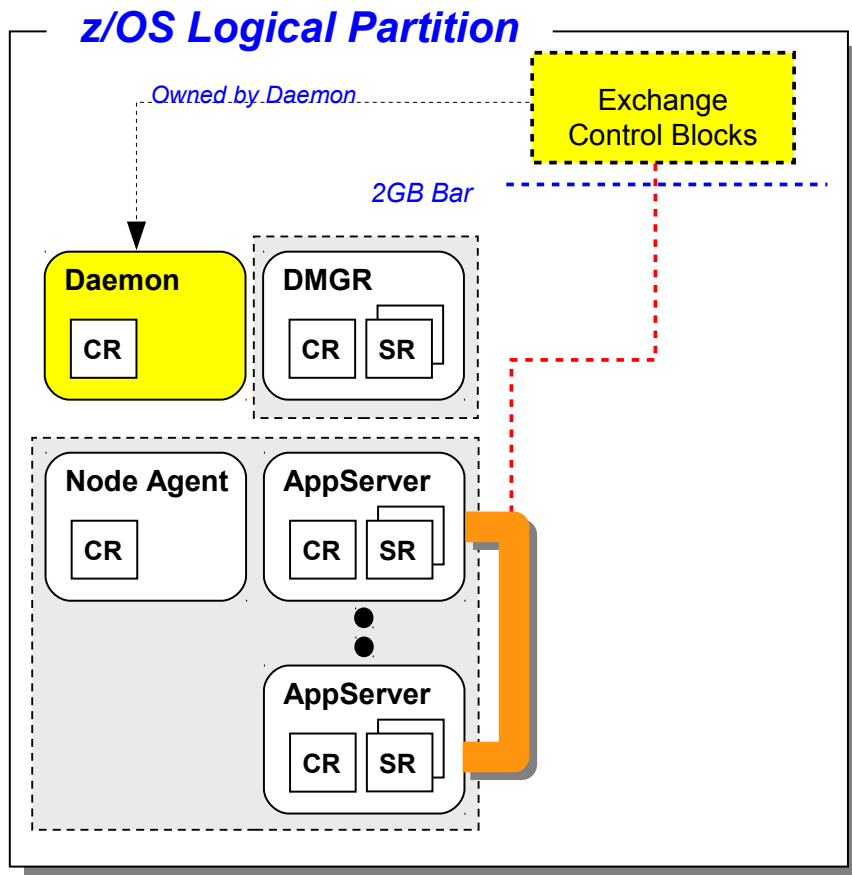 z/OS Logical Partition
Owned by Daemon
Exchange
Control Blocks
2GB Bar
Daemon
CR
DMGR
CR
SR
Node Agent
CR
AppServer
CR
SR
AppServer
CR
SR